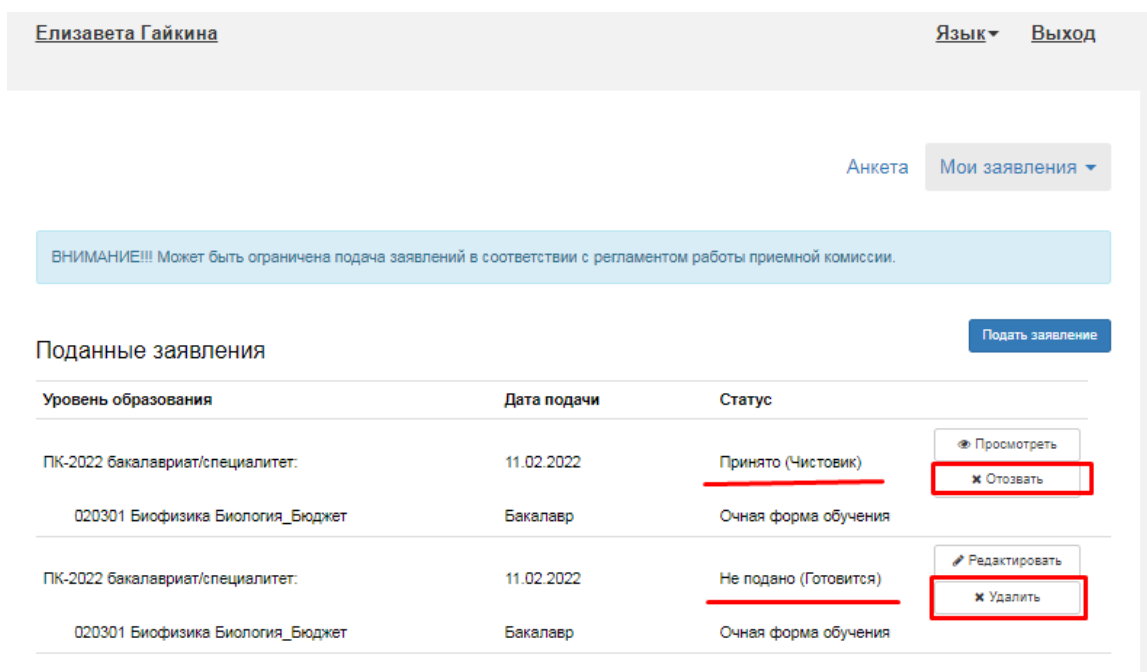 Елизавета Гайкина Язык Выход
Анкета Мои заявления
ВНИМАНИЕ!!! Может быть ограничена подача заявлений в соответствии с регламентом работы приемной комиссии.
Подать заявление
Поданные заявления
Уровень образования Дата подачи Статус
Просмотреть
ПК-2022 бакалавриат/специалитет: 11.02.2022 Принято (Чистовик)
Отозвать
020301 Биофизика Биология_Бюджет Бакалавр Очная форма обучения
Редактировать
ПК-2022 бакалавриат/специалитет: 11.02.2022 Не подано (Готовится)
Удалить
020301 Биофизика Биология_Бюджет Бакалавр Очная форма обучения